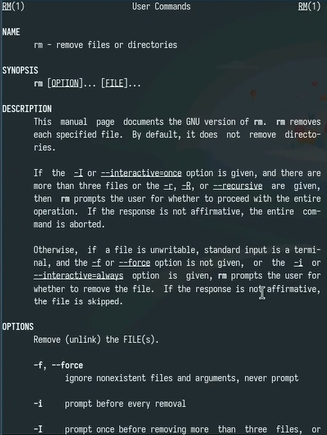 RM(1) User Commands RM(1)
NAME
rm - remove files or directories
SYNOPSIS
rm [OPTION]... [FILE]...
DESCRIPTION
This manual page documents the GNU version of rm. rm removes
each specified file. By default, it does not remove directo-
ries.
If the -I or --interactive=once option is given, and there are
more than three files or the -r, -R, or --recursive are given,
then rm prompts the user for whether to proceed with the entire
operation. If the response is not affirmative, the entire com-
mand is aborted.
Otherwise, if a file is unwritable, standard input is a termi-
nal, and the -f or --force option is not given, or the -i or
--interactive=always option is given, rm prompts the user for
whether to remove the file. If the response is not affirmative,
the file is skipped.
OPTIONS
Remove (unlink) the FILE(s).
-f, --force
ignore nonexistent files and arguments, never prompt
-i prompt before every removal
-I prompt once before removing more than three files, or